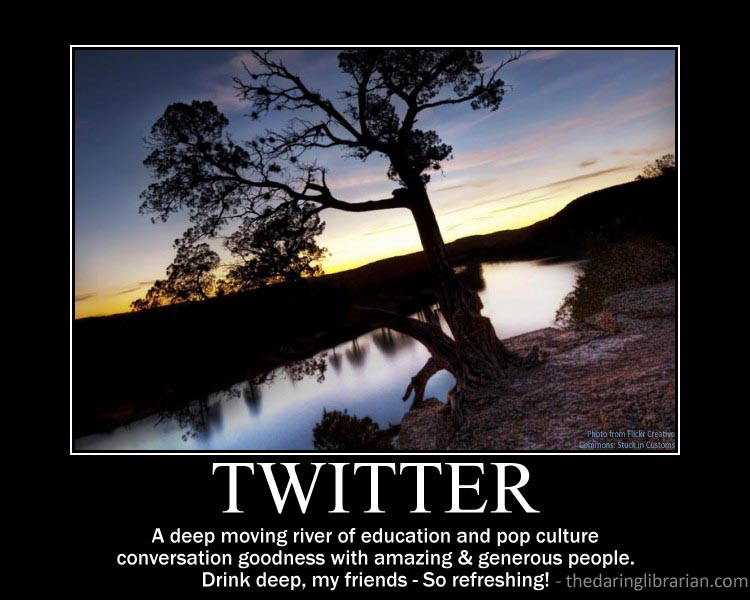 Photo from Flickr Creative
Commons: Stuck in Customs
TWITTER
A deep moving river of education and pop culture
conversation goodness with amazing & generous people.
Drink deep, my friends - So refreshing! - thedaringlibrarian.com